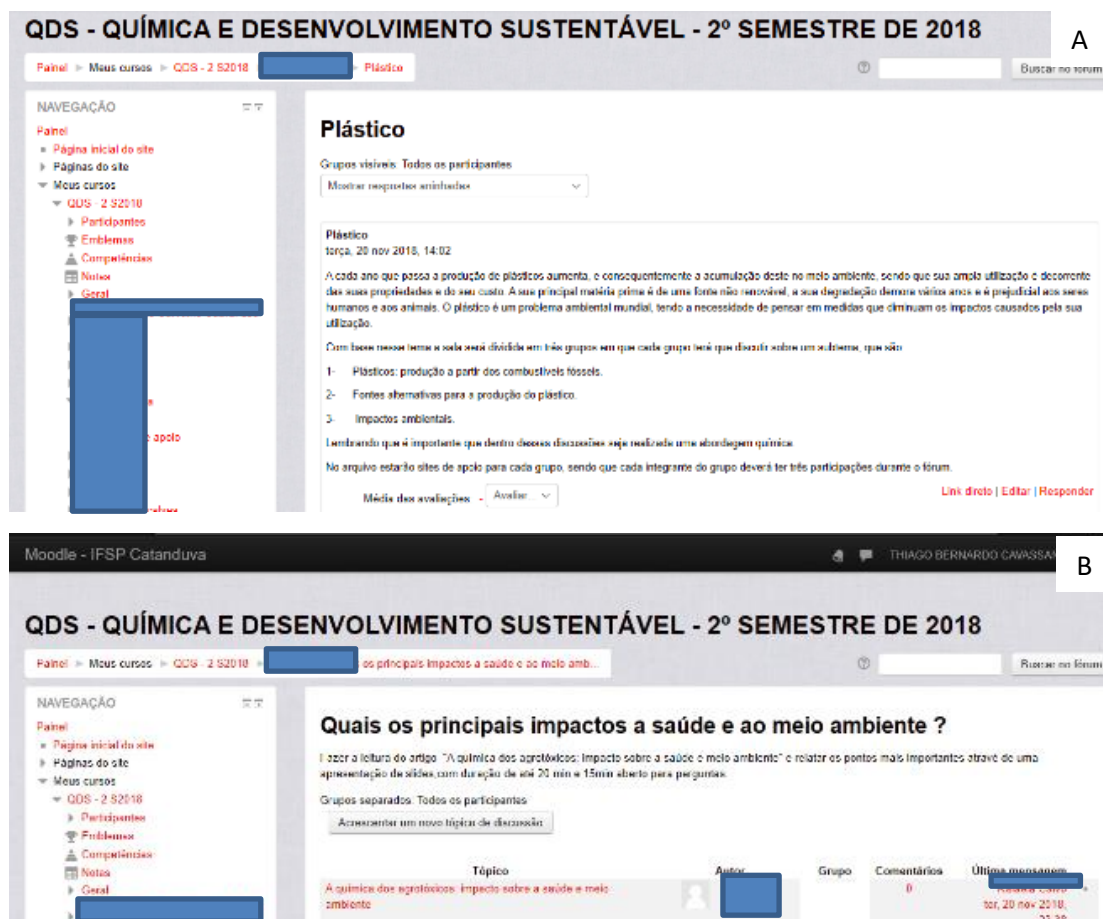 QDS - QUÍMICA E DESENVOLVIMENTO SUSTENTÁVEL - 2º SEMESTRE DE 2018
A
Painel Meus cursos QDS - 2 S2018 Plástico
Buscar no fórum
NAVEGAÇÃO
Painel
Página inicial do site
Páginas do site
Meus cursos
QDS - 2 S2018
Participantes
Emblemas
Competências
Notas
Geral
apoio
Plástico
Grupos visíveis Todos os participantes
Mostrar respostas aninhadas
Plástico
terça, 20 nov 2018, 14:02
A cada ano que passa a produção de plásticos aumenta, e consequentemente a acumulação deste no meio ambiente, sendo que sua ampla utilização e decorrente
das suas propriedades e do seu custo. A sua principal matéria prima é de uma fonte não renovável, a sua degradação demora vários anos e é prejudicial aos seres
humanos e aos animais. O plástico é um problema ambiental mundial, tendo a necessidade de pensar em medidas que diminuam os impactos causados pela sua
utilização.
Com base nesse tema a sala será dividida em três grupos em que cada grupo terá que discutir sobre um subtema, que são
1- Plásticos: produção a partir dos combustíveis fósseis.
2- Fontes alternativas para a produção do plástico.
3- Impactos ambientais.
Lembrando que é importante que dentro dessas discussões seja realizada uma abordagem química
No arquivo estarão sites de apoio para cada grupo, sendo que cada integrante do grupo deverá ter três participações durante o fórum.
Média das avaliações - Avaliar...
Link direto | Editar | Responder
Moodle - IFSP Catanduva
THIAGO BERNARDO
B
QDS - QUÍMICA E DESENVOLVIMENTO SUSTENTÁVEL - 2º SEMESTRE DE 2018
Painel Meus cursos QDS - 2 S2018 os principais impactos a saúde e ao meio amb...
Buscar no fórum
NAVEGAÇÃO
Painel
Página inicial do site
Páginas do site
Meus cursos
QDS - 2 S2018
Participantes
Emblemas
Competências
Notas
Geral
Quais os principais impactos a saúde e ao meio ambiente ?
Fazer a leitura do artigo "A química dos agrotóxicos: impacto sobre a saúde e meio ambiente" e relatar os pontos mais importantes atravé de uma
apresentação de slides,com duração de até 20 min e 15min aberto para perguntas.
Grupos separados: Todos os participantes
Acrescentar um novo tópico de discussão
Tópico Autor Grupo Comentários Última mensagem
A química dos agrotóxicos: impacto sobre a saúde e meio
ambiente
0
ter, 20 nov 2018,